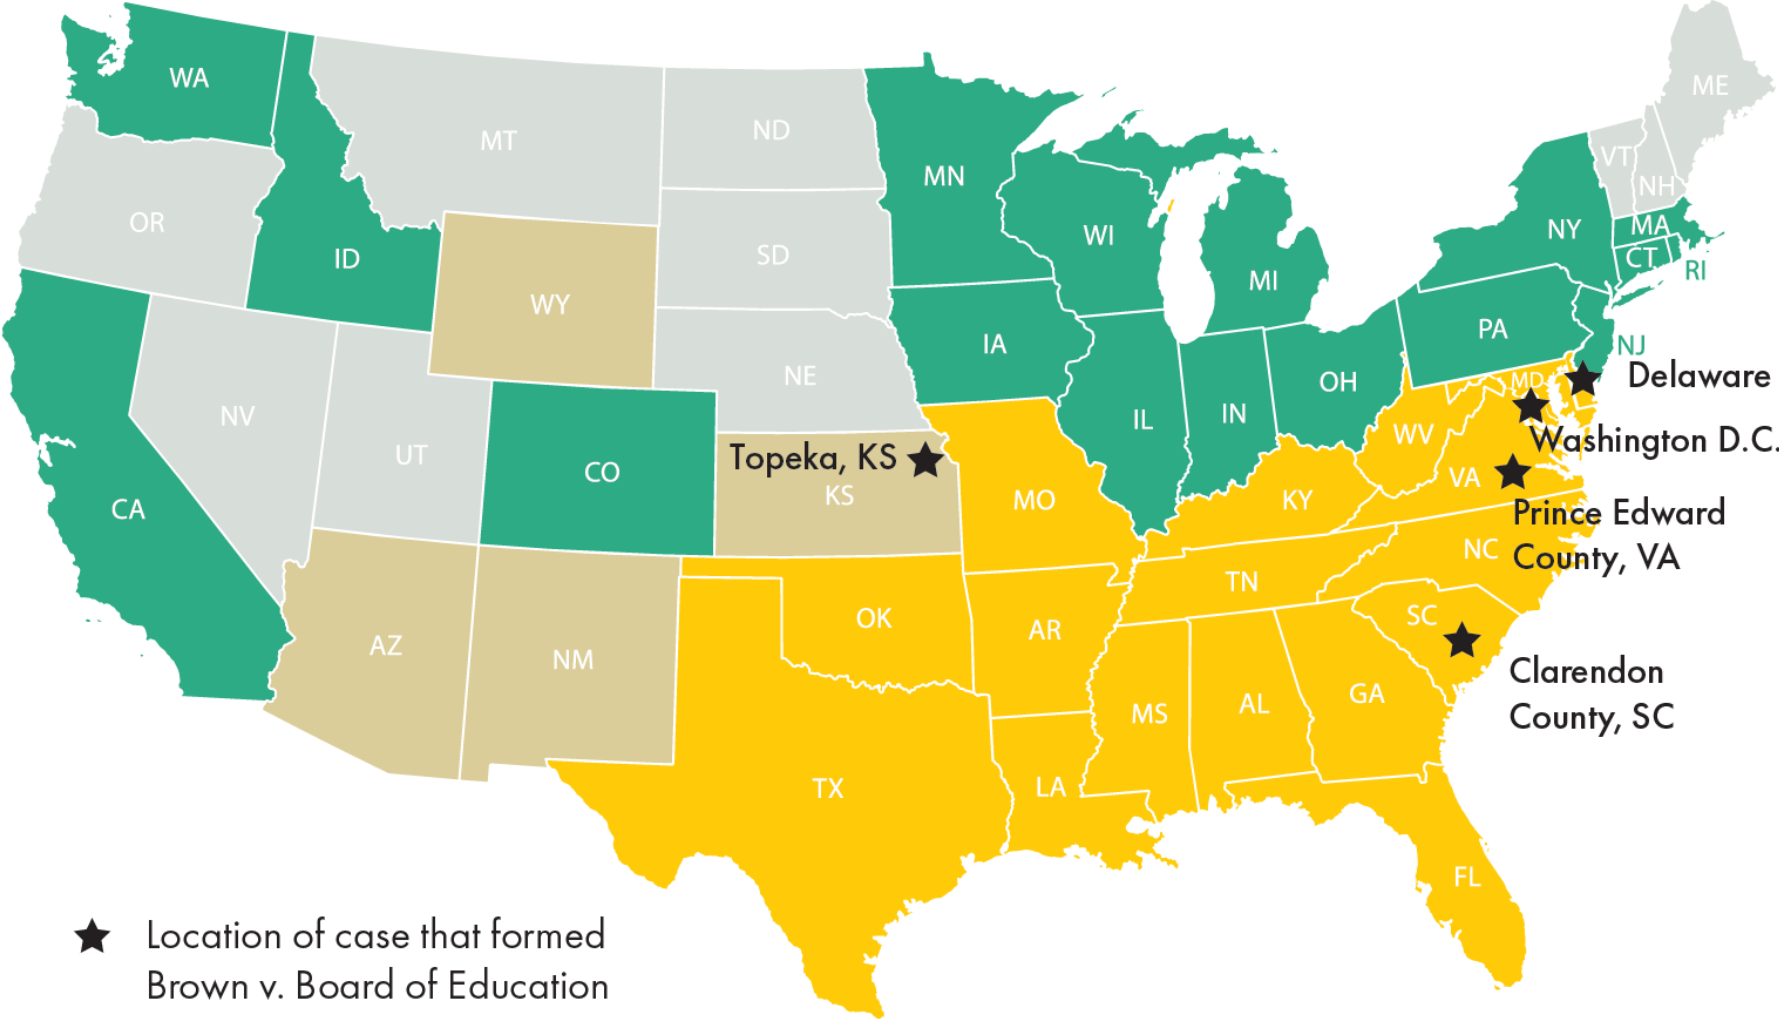 WA
MT
ND
MN
ME
VT
NH
OR
ID
SD
WI
MI
NY
MA
CT
RI
WY
IA
PA
NJ
NE
NV
UT
CO
IL
IN
OH
MD
Delaware
WV
Washington D.C.
Topeka, KS
KS
CA
MO
KY
VA
Prince Edward
County, VA
NC
TN
AZ
NM
OK
AR
SC
Clarendon
County, SC
MS
AL
GA
TX
LA
FL
Location of case that formed
Brown v. Board of Education